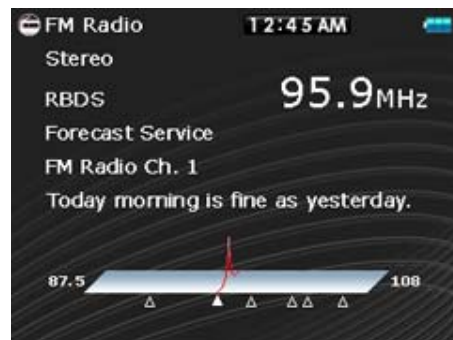 FM Radio 12:45 AM
Stereo
RBDS 95.9MHz
Forecast Service
FM Radio Ch. 1
Today morning is fine as yesterday.
87.5 108